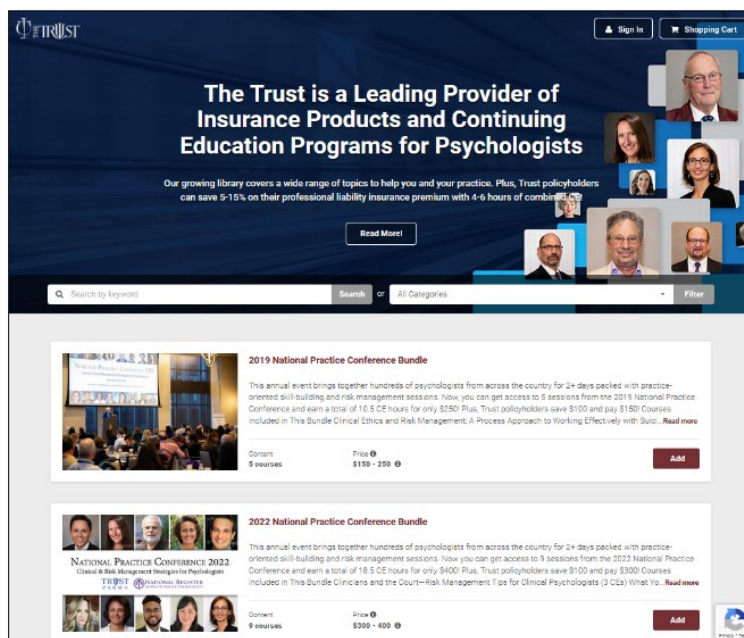 THE TRUST
Sign In
Shopping Cart
The Trust is a Leading Provider of
Insurance Products and Continuing
Education Programs for Psychologists
Our growing library covers a wide range of topics to help you and your practice. Plus, Trust policyholders
can save 5-15% on their professional liability insurance premium with 4-6 hours of combined CE!
Read More!
Search by keyword
Search
or
All Categories
Filter
NATIONAL PRACTICE CONFERENCE 2019
2019 National Practice Conference Bundle
This annual event brings together hundreds of psychologists from across the country for 2+ days packed with practice-
oriented skill-building and risk management sessions. Now, you can get access to 5 sessions from the 2019 National Practice
Conference and earn a total of 10.5 CE hours for only $250! Plus, Trust policyholders save $100 and pay $150! Courses
Included in This Bundle Clinical Ethics and Risk Management: A Process Approach to Working Effectively with Suici...Read more
Content
Price
5 courses
$150 - 250
Add
2022 National Practice Conference Bundle
This annual event brings together hundreds of psychologists from across the country for 2+ days packed with practice-
oriented skill-building and risk management sessions. Now you can get access to 9 sessions from the 2022 National Practice
Conference and earn a total of 18.5 CE hours for only $400! Plus, Trust policyholders save $100 and pay $300! Courses
Included in This Bundle Clinicians and the Court—Risk Management Tips for Clinical Psychologists (3 CEs) What Yo...Read more
NATIONAL PRACTICE CONFERENCE 2022
Clinical & Risk Management Strategies for Psychologists
TRUST
PARMA
NATIONAL REGISTER
Content
Price
9 courses
$300 - 400
Add